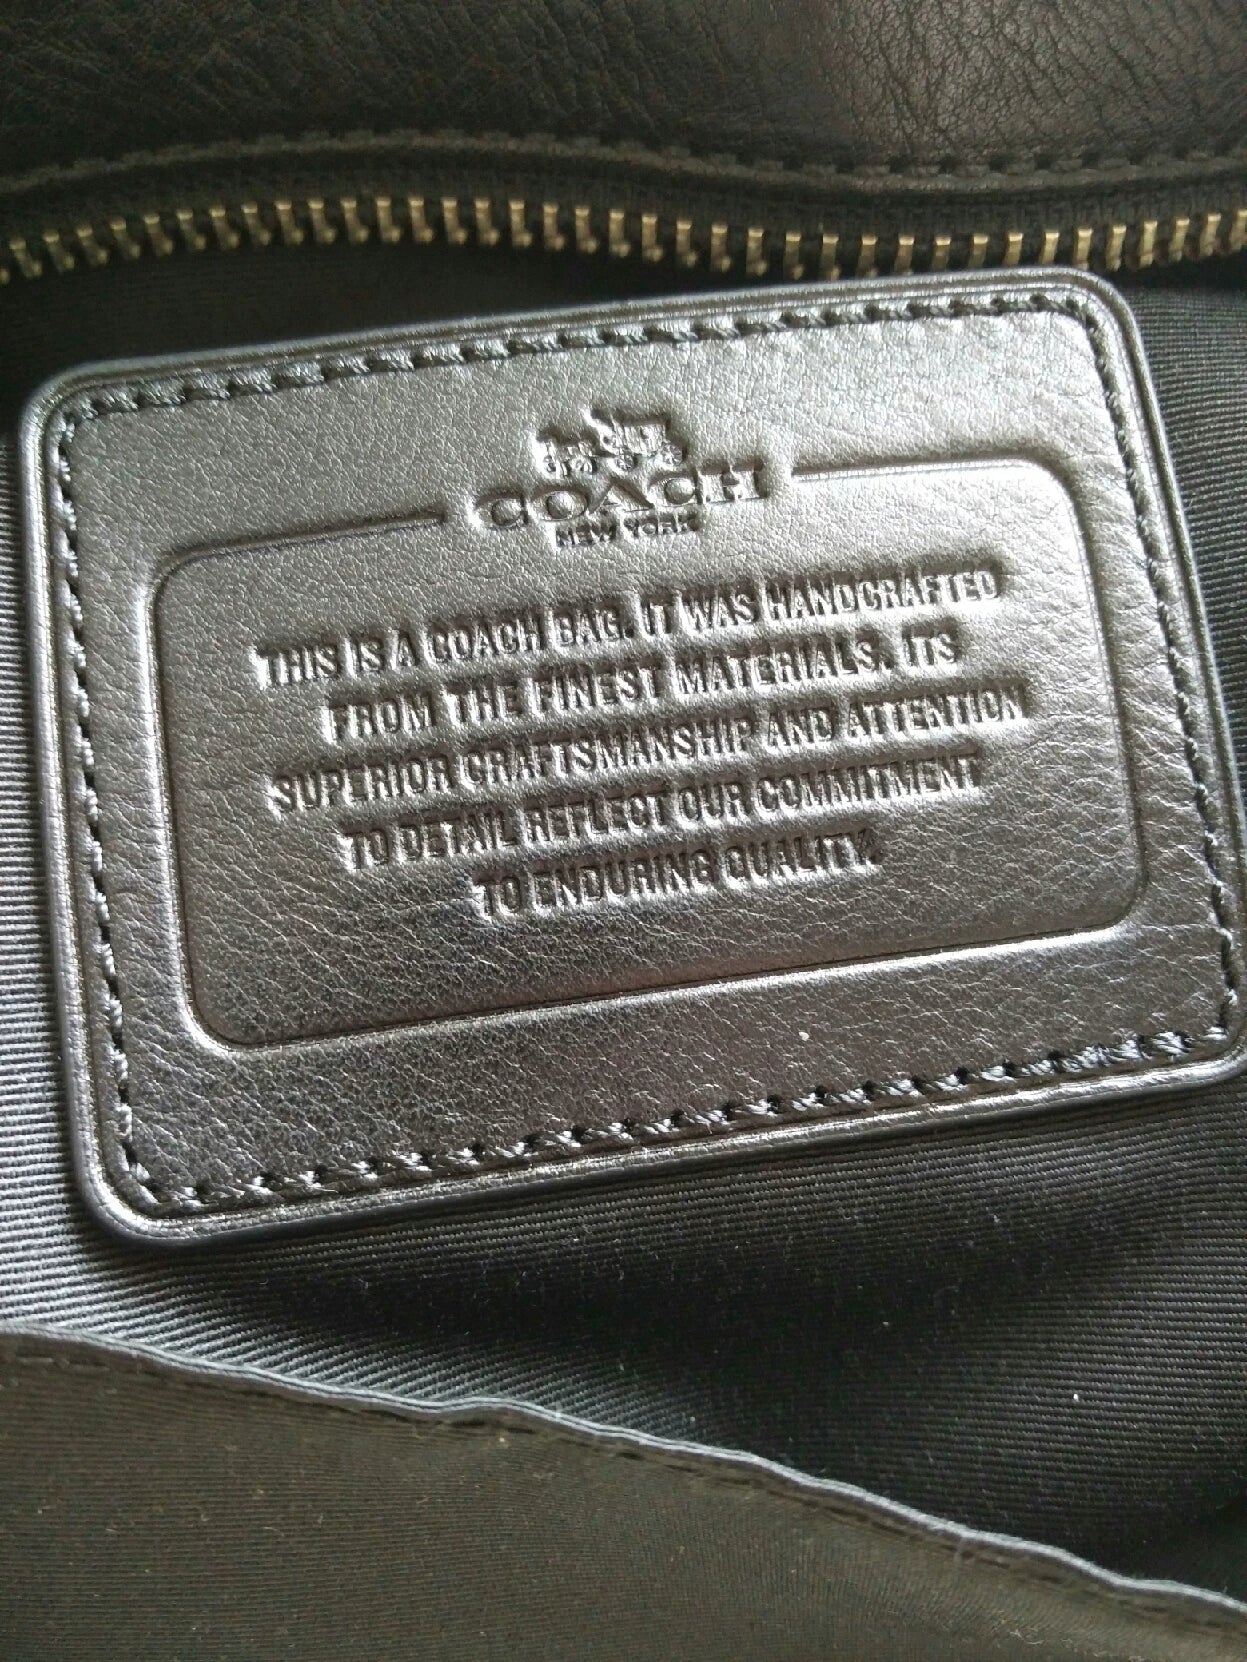 COACH
NEW YORK
THIS IS A COACH BAG. IT WAS HANDCRAFTED
FROM THE FINEST MATERIALS. ITS
SUPERIOR CRAFTSMANSHIP AND ATTENTION
TO DETAIL REFLECT OUR COMMITMENT
TO ENDURING QUALITY.